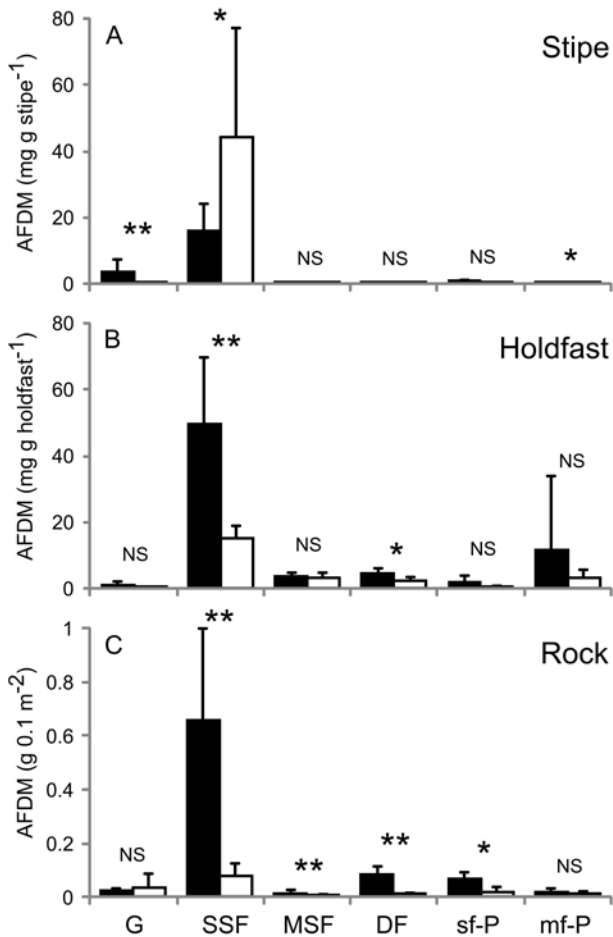 A
Stipe
AFDM (mg g stipe⁻¹)
80
60
40
20
0
** * NS NS NS *
B
Holdfast
AFDM (mg g holdfast⁻¹)
80
60
40
20
0
NS ** NS * NS NS
C
Rock
AFDM (g 0.1 m⁻²)
1
0.8
0.6
0.4
0.2
0
NS ** ** ** * NS
G SSF MSF DF sf-P mf-P